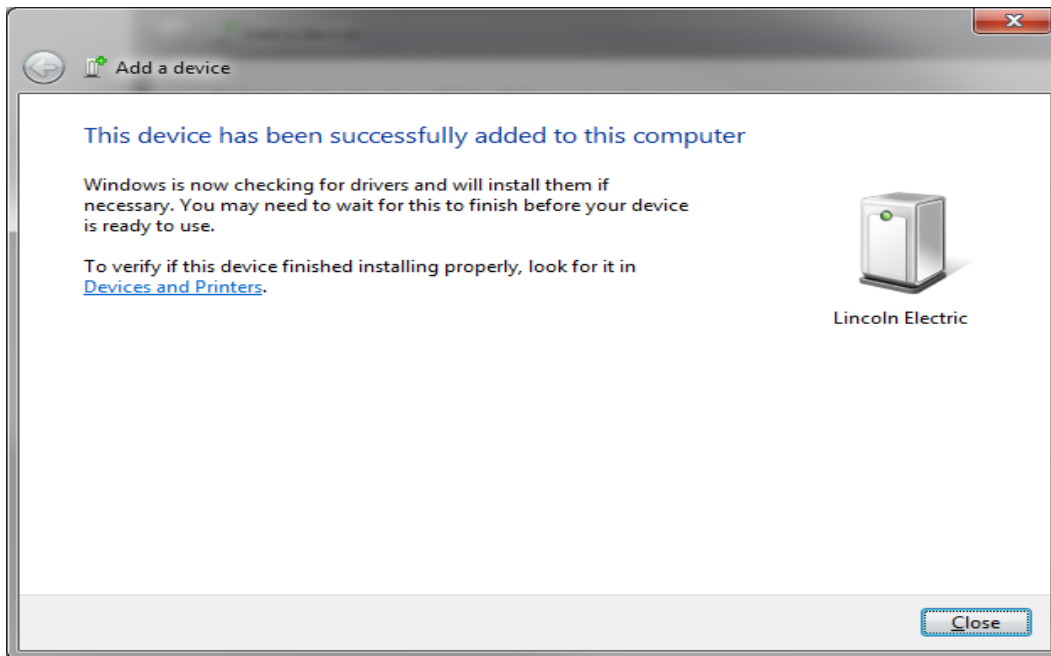 Add a device
This device has been successfully added to this computer
Windows is now checking for drivers and will install them if
necessary. You may need to wait for this to finish before your device
is ready to use.
To verify if this device finished installing properly, look for it in
Devices and Printers.
Lincoln Electric
Close